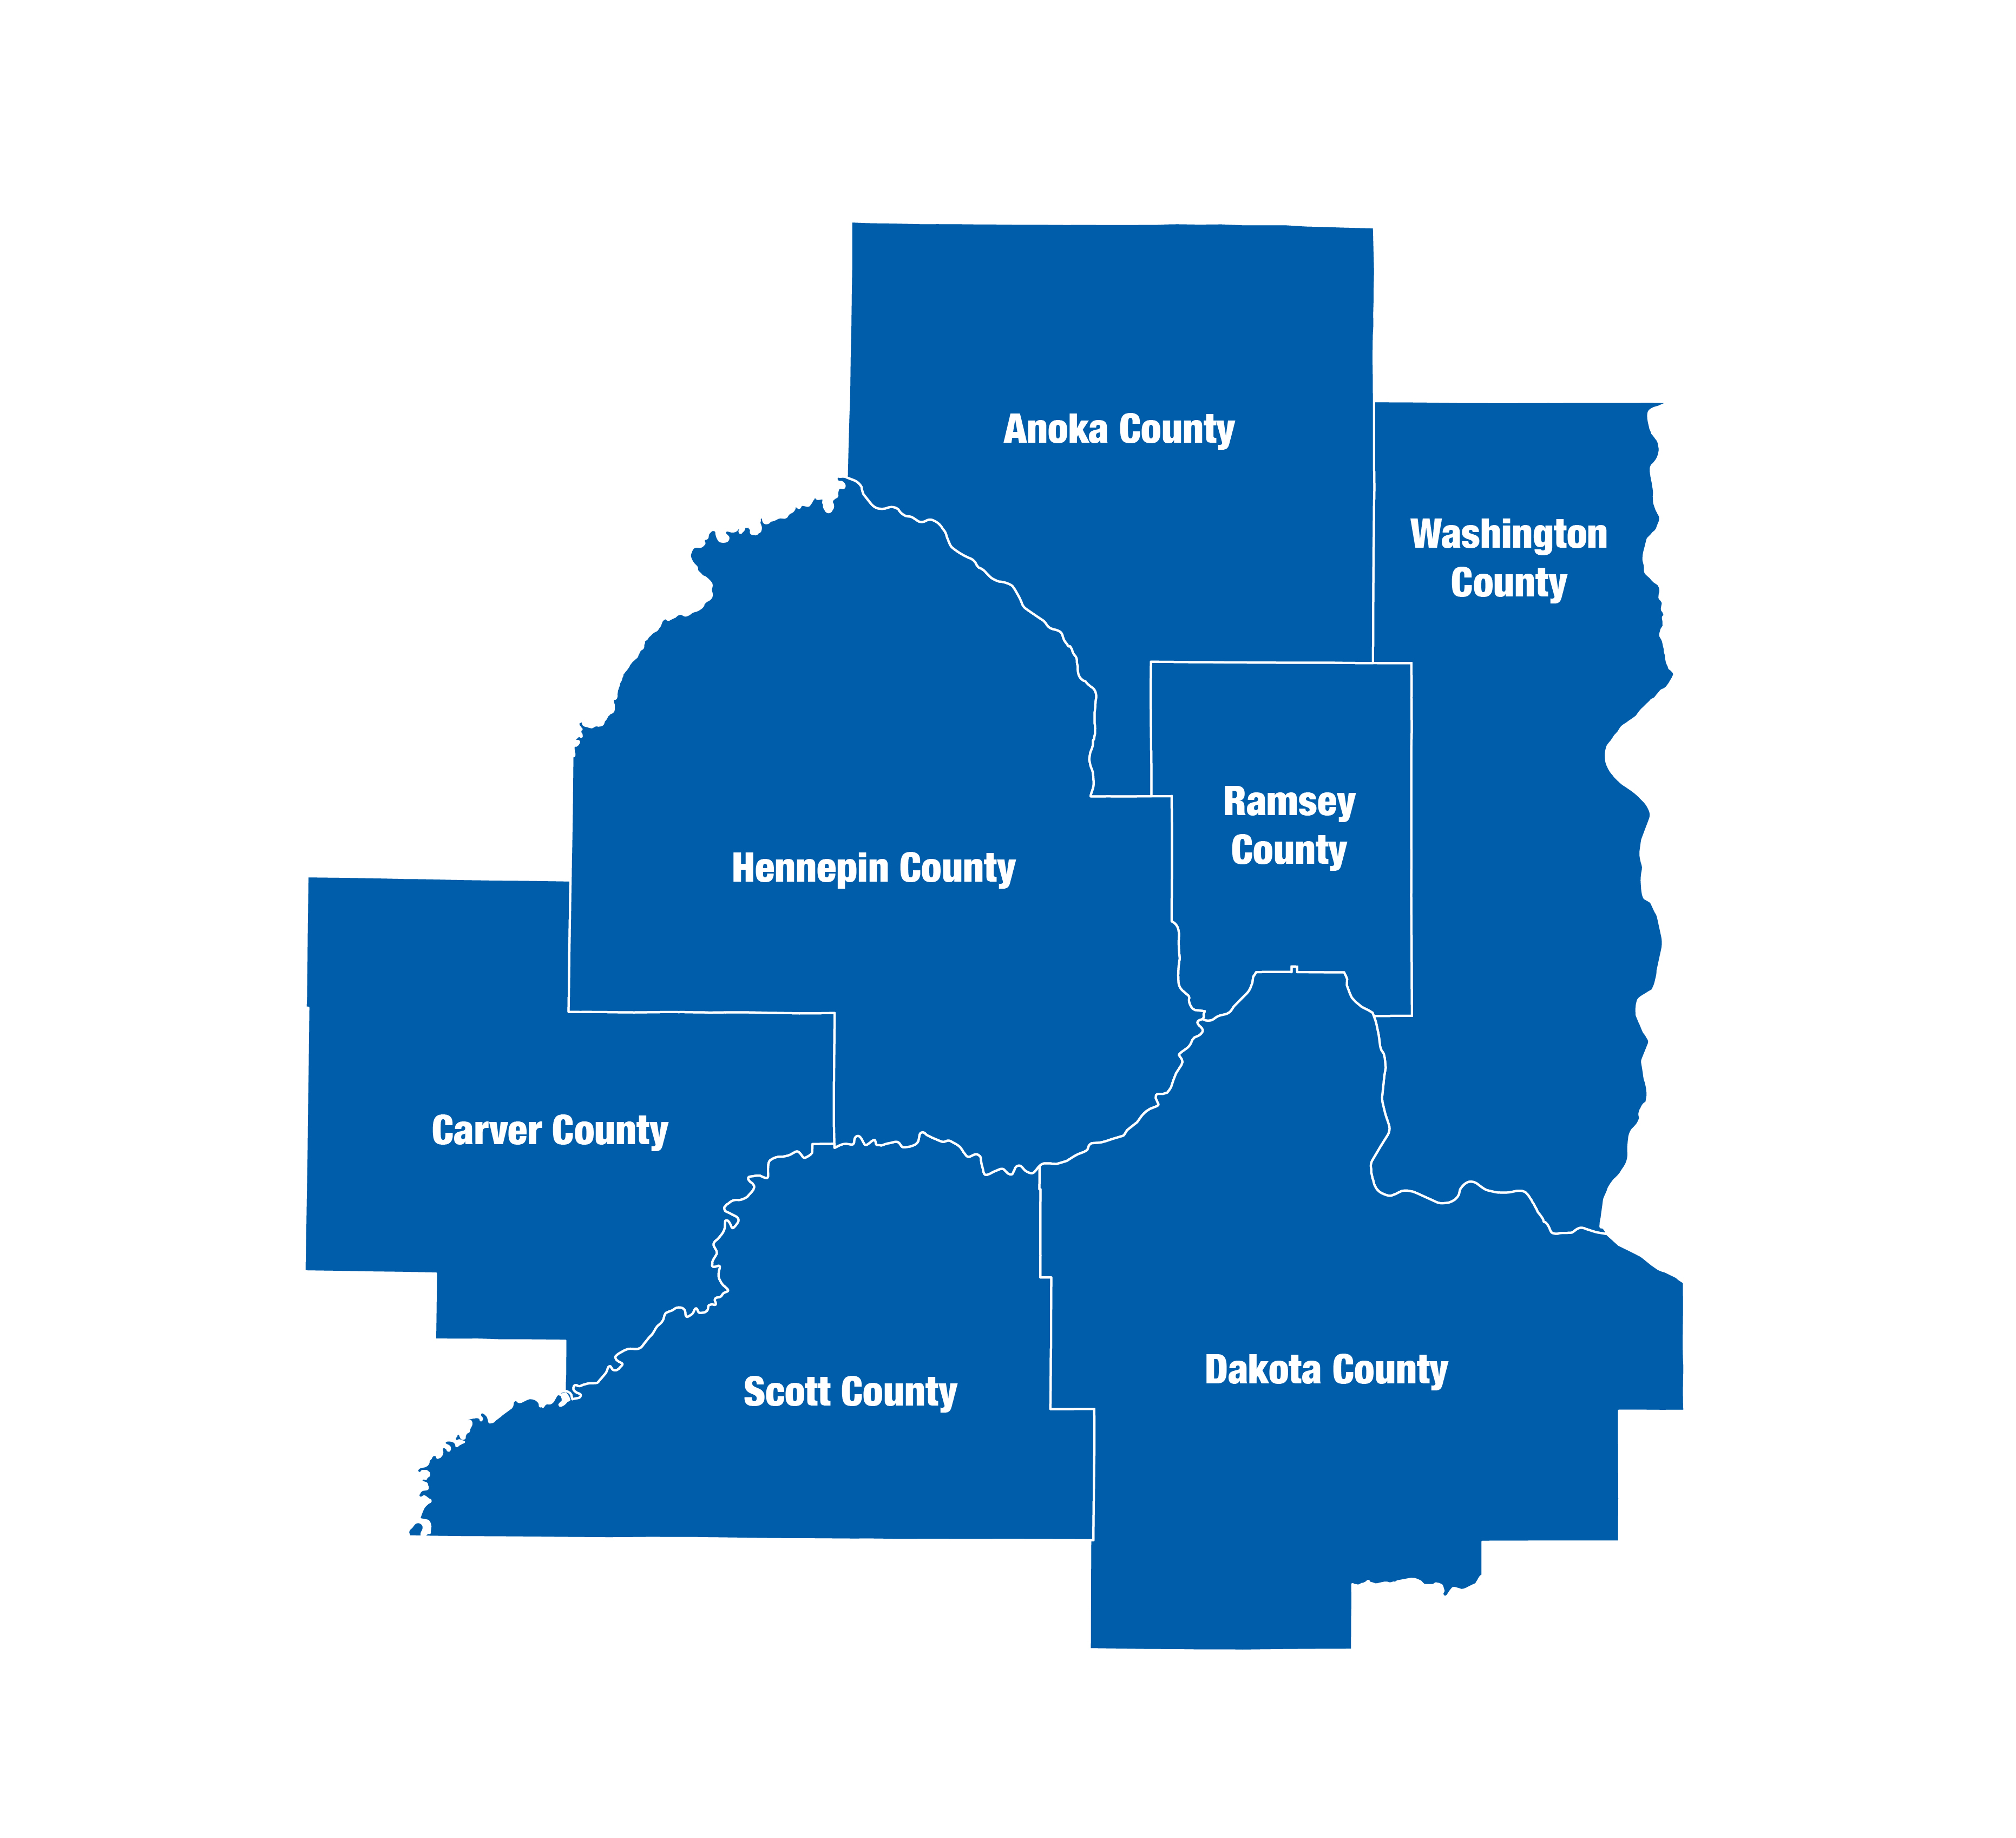 Anoka County
Washington
County
Ramsey
County
Hennepin County
Carver County
Dakota County
Scott County